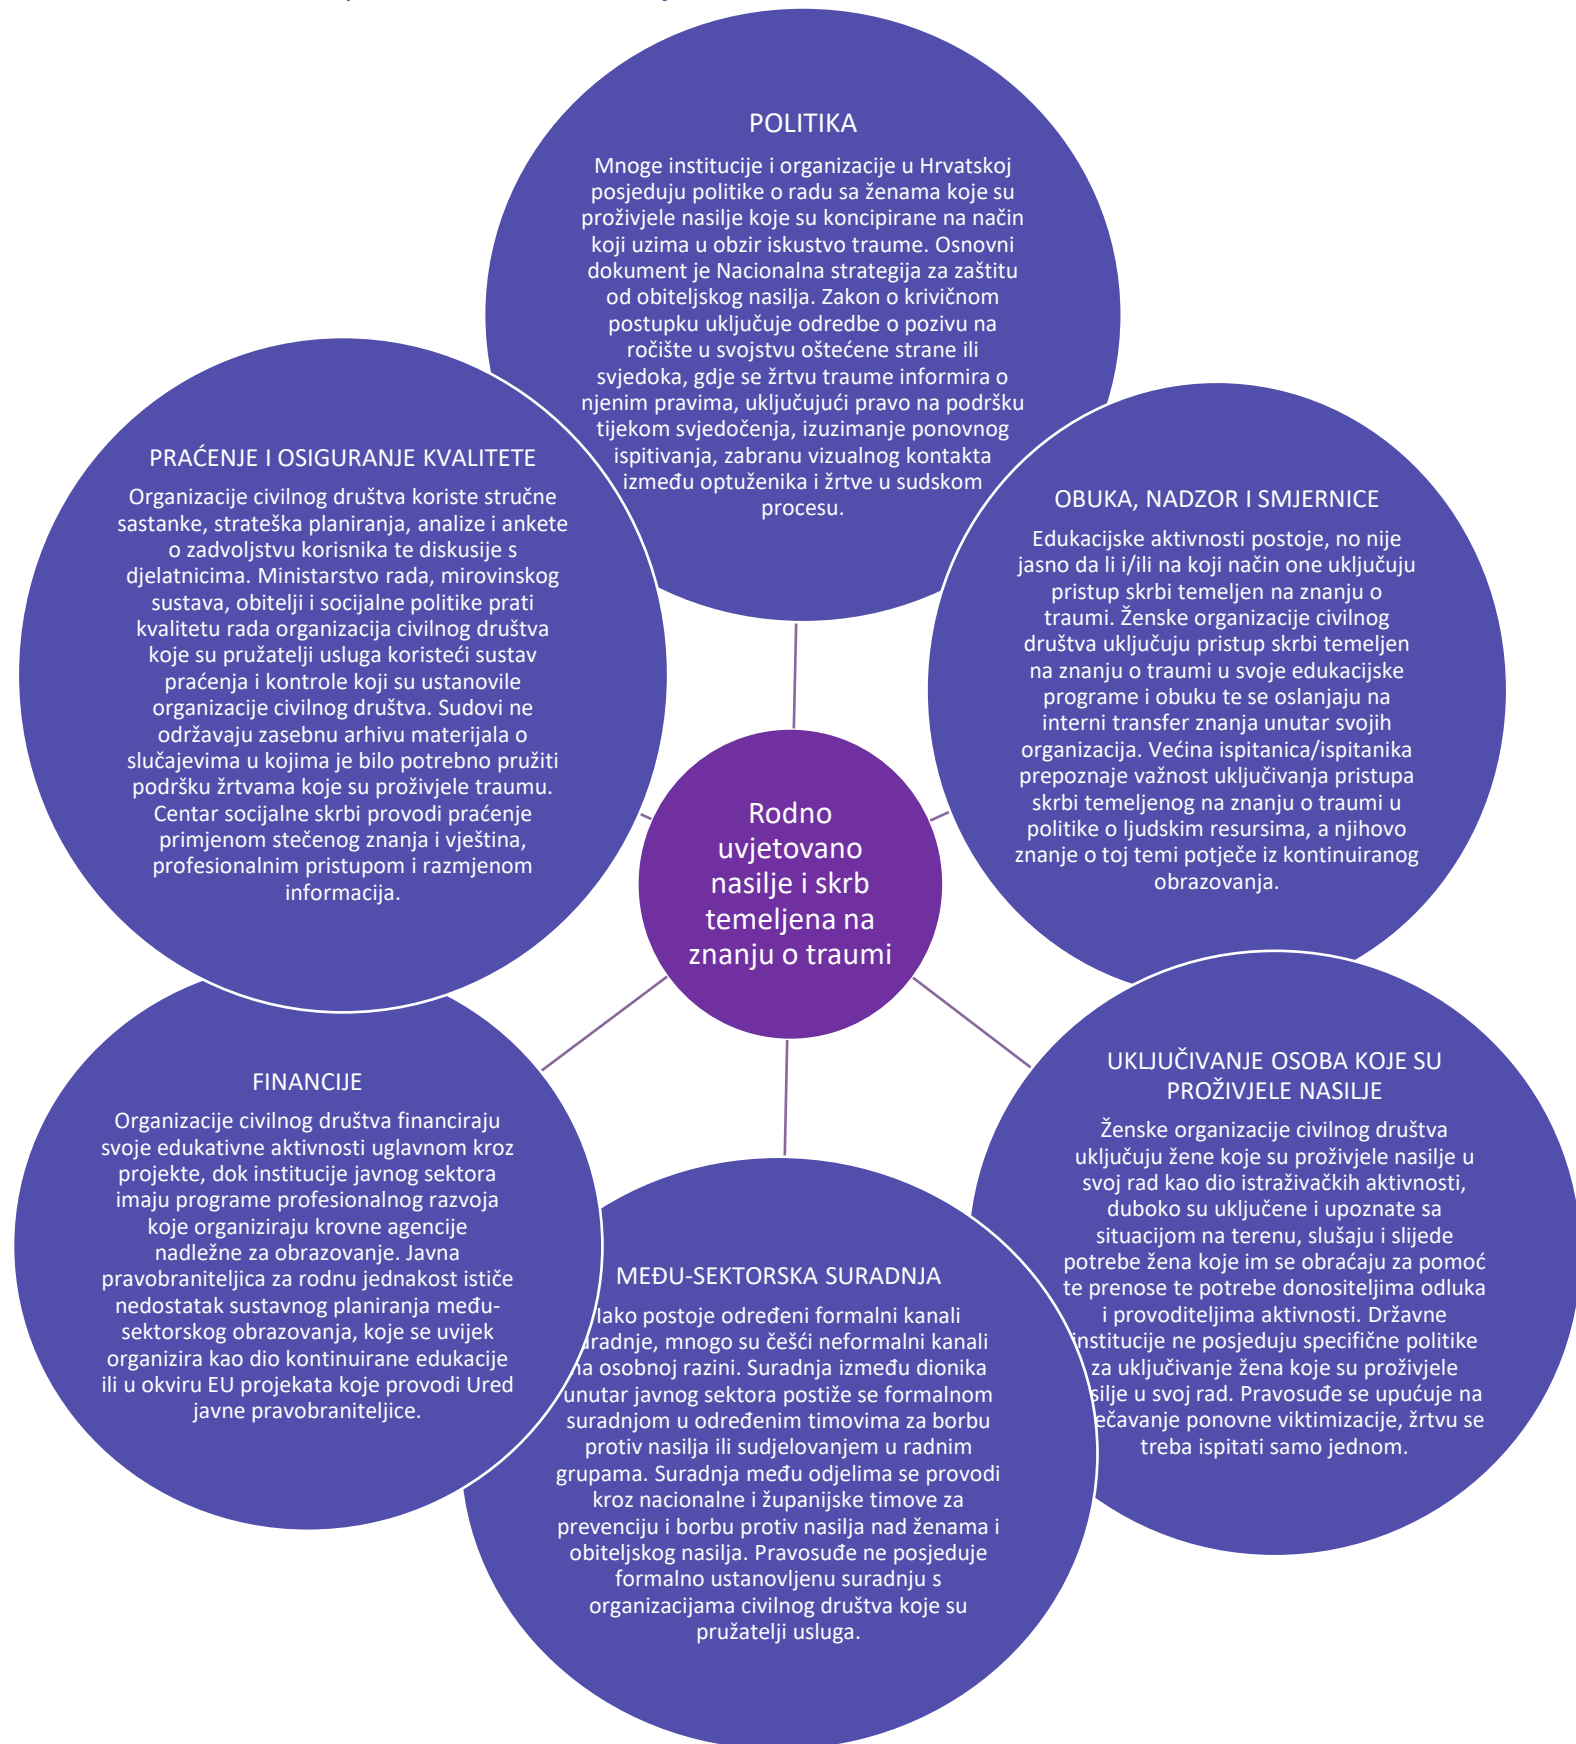 POLITIKA
Mnoge institucije i organizacije u Hrvatskoj
posjeduju politike o radu sa ženama koje su
proživjele nasilje koje su koncipirane na način
koji uzima u obzir iskustvo traume. Osnovni
dokument je Nacionalna strategija za zaštitu
od obiteljskog nasilja. Zakon o krivičnom
postupku uključuje odredbe o pozivu na
ročište u svojstvu oštećene strane ili
svjedoka, gdje se žrtvu traume informira o
njenim pravima, uključujući pravo na podršku
tijekom svjedočenja, izuzimanje ponovnog
ispitivanja, zabranu vizualnog kontakta
između optuženika i žrtve u sudskom
procesu.
OBUKA, NADZOR I SMJERNICE
Edukacijske aktivnosti postoje, no nije
jasno da li i/ili na koji način one uključuju
pristup skrbi temeljen na znanju o
traumi. Ženske organizacije civilnog
društva uključuju pristup skrbi temeljen
na znanju o traumi u svoje edukacijske
programe i obuku te se oslanjaju na
interni transfer znanja unutar svojih
organizacija. Većina ispitanica/ispitanika
prepoznaje važnost uključivanja pristupa
skrbi temeljenog na znanju o traumi u
politike o ljudskim resursima, a njihovo
znanje o toj temi potječe iz kontinuiranog
obrazovanja.
UKLJUČIVANJE OSOBA KOJE SU
PROŽIVJELE NASILJE
Ženske organizacije civilnog društva
uključuju žene koje su proživjele nasilje u
svoj rad kao dio istraživačkih aktivnosti,
duboko su uključene i upoznate sa
situacijom na terenu, slušaju i slijede
potrebe žena koje im se obraćaju za pomoć
te prenose te potrebe donositeljima odluka
i provoditeljima aktivnosti. Državne
institucije ne posjeduju specifične politike
za uključivanje žena koje su proživjele
silje u svoj rad. Pravosuđe se upućuje na
ečavanje ponovne viktimizacije, žrtvu se
treba ispitati samo jednom.
MEĐU-SEKTORSKA SURADNJA
Iako postoje određeni formalni kanali
uradnje, mnogo su češći neformalni kanali
na osobnoj razini. Suradnja između dionika
unutar javnog sektora postiže se formalnom
suradnjom u određenim timovima za borbu
protiv nasilja ili sudjelovanjem u radnim
grupama. Suradnja među odjelima se provodi
kroz nacionalne i županijske timove za
prevenciju i borbu protiv nasilja nad ženama i
obiteljskog nasilja. Pravosuđe ne posjeduje
formalno ustanovljenu suradnju s
organizacijama civilnog društva koje su
pružatelji usluga.
FINANCIJE
Organizacije civilnog društva financiraju
svoje edukativne aktivnosti uglavnom kroz
projekte, dok institucije javnog sektora
imaju programe profesionalnog razvoja
koje organiziraju krovne agencije
nadležne za obrazovanje. Javna
pravobraniteljica za rodnu jednakost ističe
nedostatak sustavnog planiranja među-
sektorskog obrazovanja, koje se uvijek
organizira kao dio kontinuirane edukacije
ili u okviru EU projekata koje provodi Ured
javne pravobraniteljice.
PRAĆENJE I OSIGURANJE KVALITETE
Organizacije civilnog društva koriste stručne
sastanke, strateška planiranja, analize i ankete
o zadvoljstvu korisnika te diskusije s
djelatnicima. Ministarstvo rada, mirovinskog
sustava, obitelji i socijalne politike prati
kvalitetu rada organizacija civilnog društva
koje su pružatelji usluga koristeći sustav
praćenja i kontrole koji su ustanovile
organizacije civilnog društva. Sudovi ne
održavaju zasebnu arhivu materijala o
slučajevima u kojima je bilo potrebno pružiti
podršku žrtvama koje su proživjele traumu.
Centar socijalne skrbi provodi praćenje
primjenom stečenog znanja i vještina,
profesionalnim pristupom i razmjenom
informacija.
Rodno
uvjetovano
nasilje i skrb
temeljena na
znanju o traumi